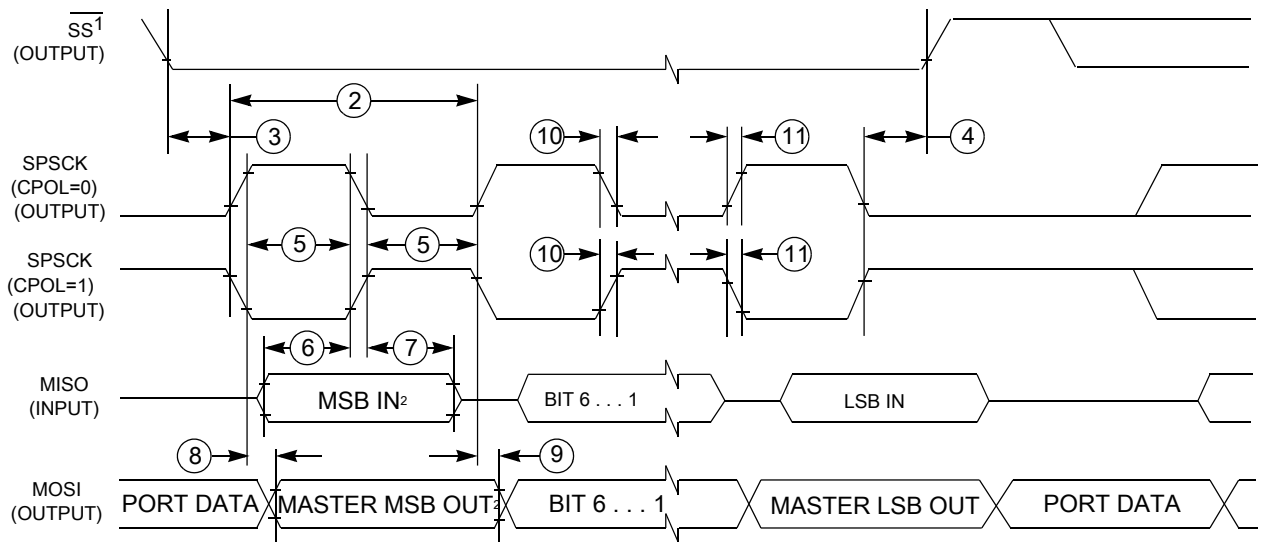 SS1
(OUTPUT)
2
3
10
11
4
SPSCK
(CPOL=0)
(OUTPUT)
5
5
SPSCK
(CPOL=1)
(OUTPUT)
10
11
6
7
MISO
(INPUT)
MSB IN2
BIT 6 . . . 1
LSB IN
8
9
MOSI
(OUTPUT)
PORT DATA
MASTER MSB OUT2
BIT 6 . . . 1
MASTER LSB OUT
PORT DATA